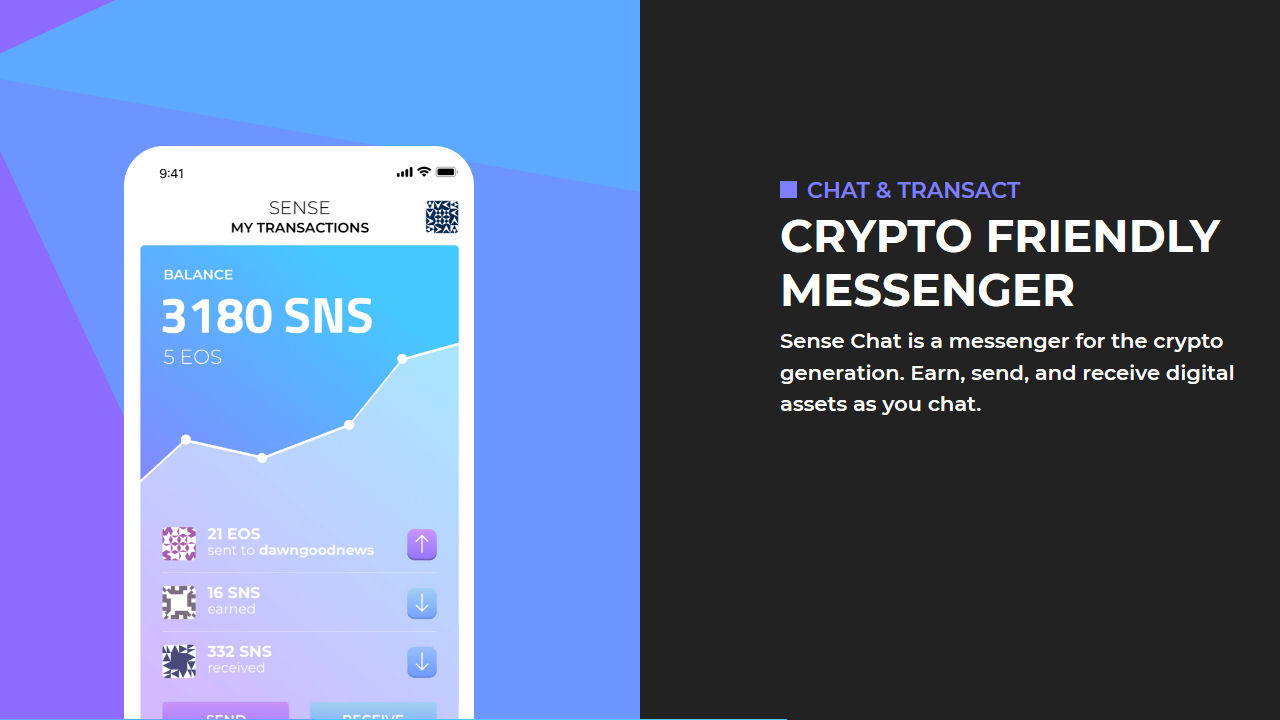 9:41
SENSE
MY TRANSACTIONS
BALANCE
3180 SNS
5 EOS
21 EOS
sent to dawngoodnews
16 SNS
earned
332 SNS
received
SEND
RECEIVE
CHAT & TRANSACT
CRYPTO FRIENDLY
MESSENGER
Sense Chat is a messenger for the crypto
generation. Earn, send, and receive digital
assets as you chat.